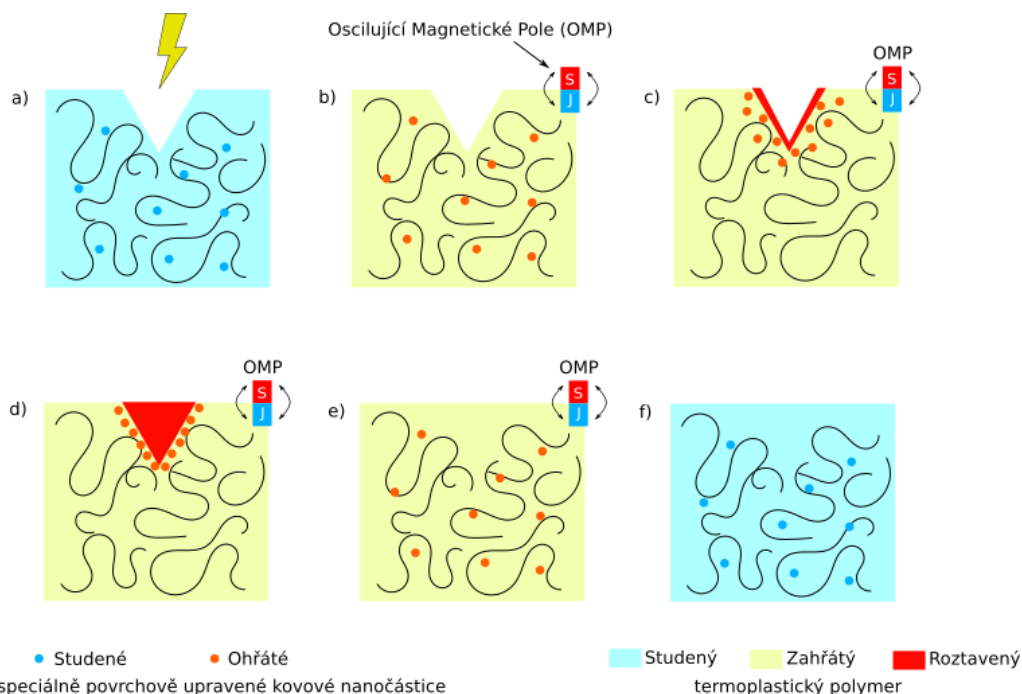 Oscilující Magnetické Pole (OMP)
a)
b)
S
J
c)
OMP
S
J
d)
OMP
S
J
e)
OMP
S
J
f)
Studené
Ohřáté
speciálně povrchově upravené kovové nanočástice
Studený
Zahřátý
Roztavený
termoplastický polymer